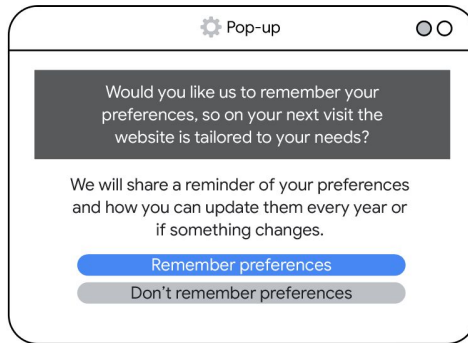 Pop-up
Would you like us to remember your
preferences, so on your next visit the
website is tailored to your needs?
We will share a reminder of your preferences
and how you can update them every year or
if something changes.
Remember preferences
Don't remember preferences